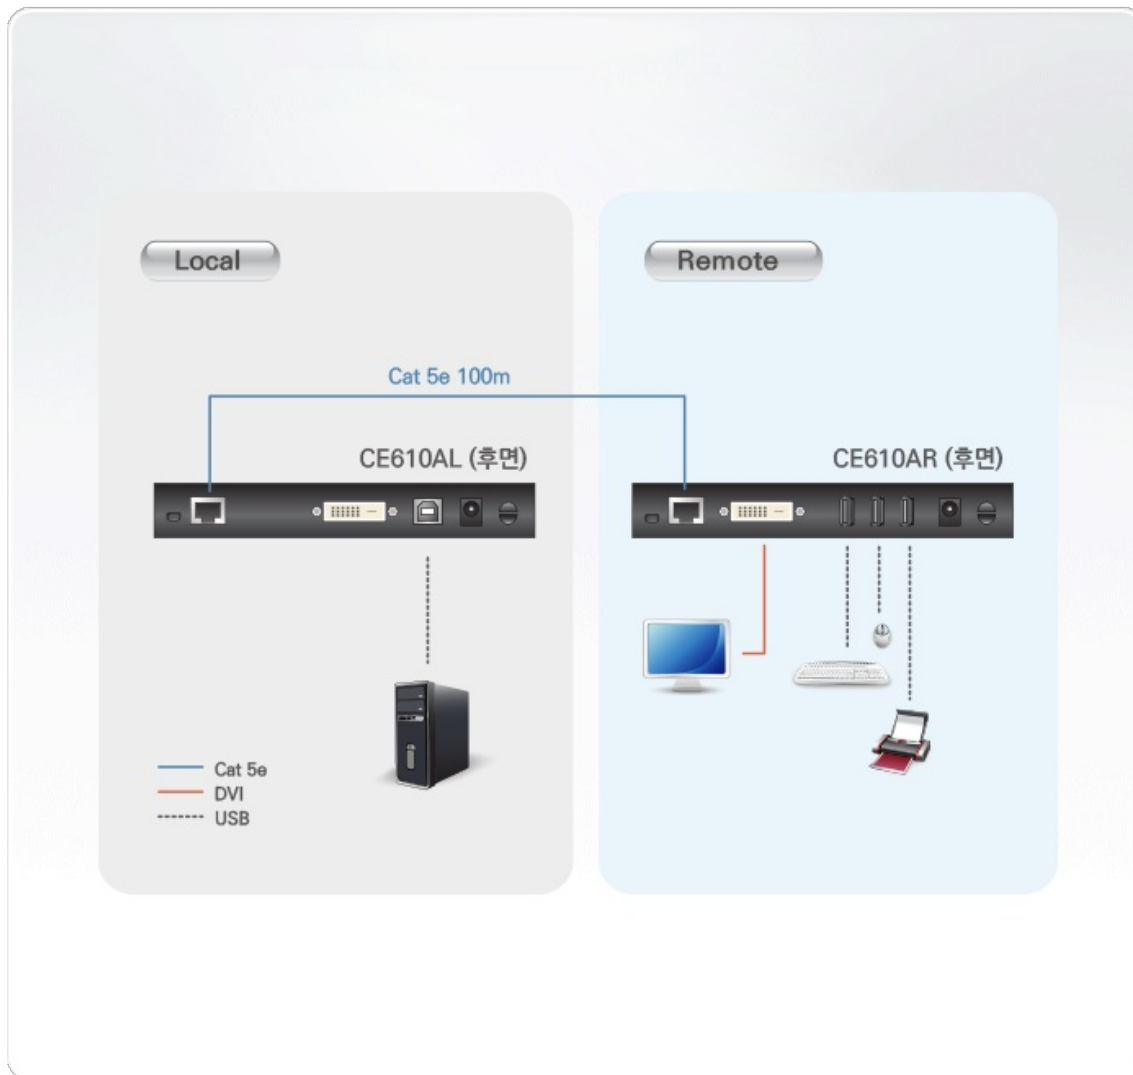 Local
Remote
Cat 5e 100m
CE610AL (후면)
CE610AR (후면)
Cat 5e
DVI
USB